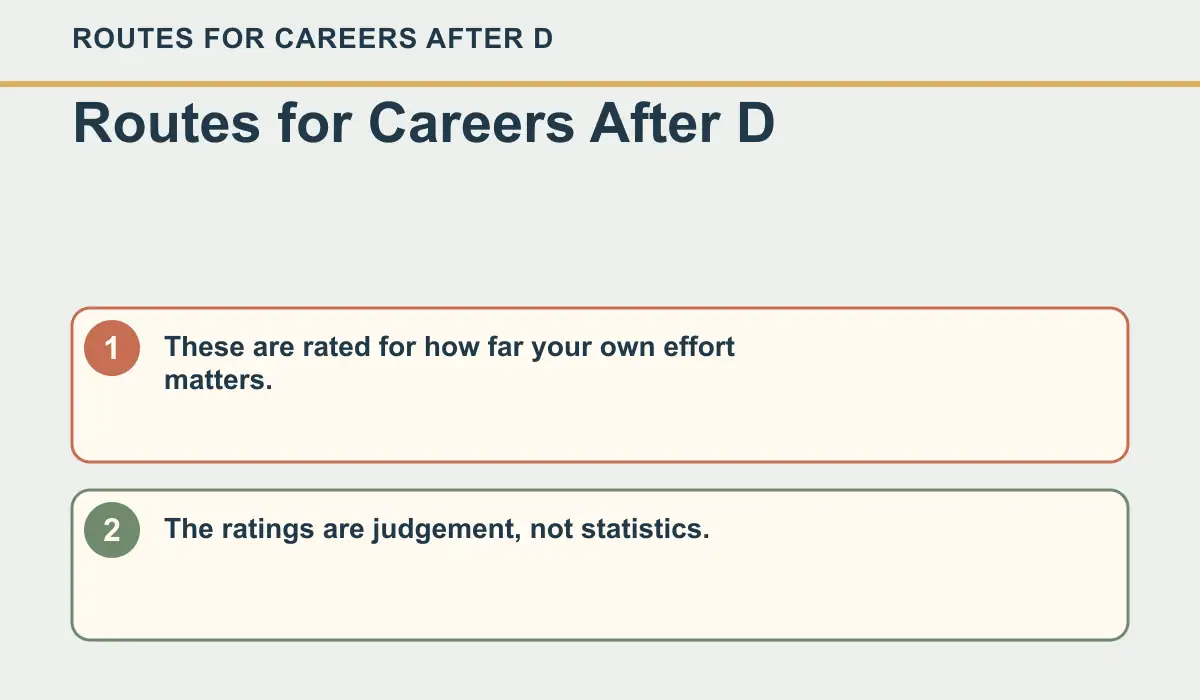 ROUTES FOR CAREERS AFTER D
Routes for Careers After D
1
These are rated for how far your own effort
matters.
2
The ratings are judgement, not statistics.